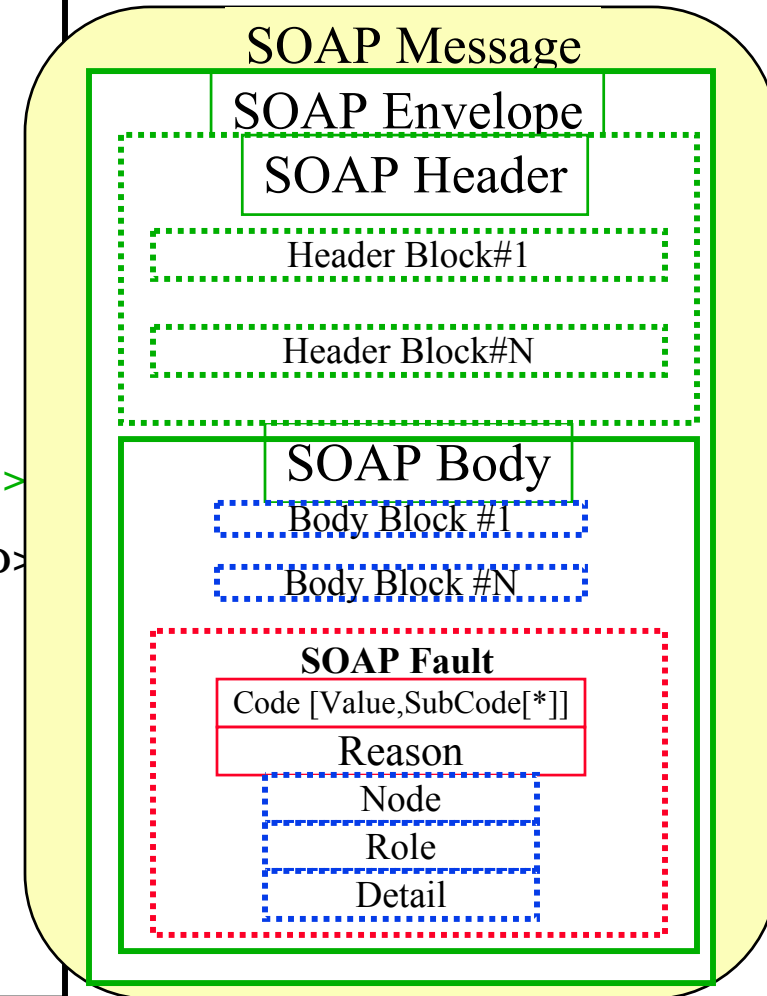 SOAP Message
SOAP Envelope
SOAP Header
Header Block#1
Header Block#N
>
SOAP Body
Body Block #1
>
Body Block #N
SOAP Fault
Code [Value,SubCode[*]]
Reason
Node
Role
Detail